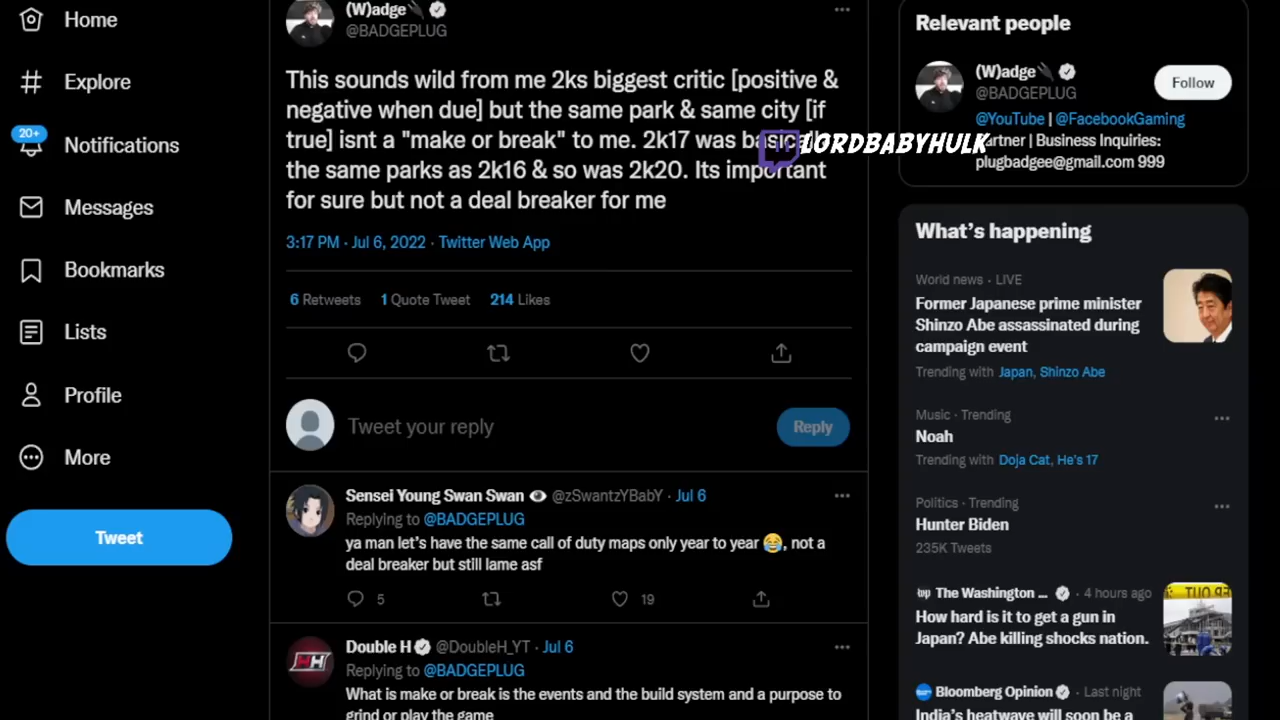 Home
Explore
20+
Notifications
Messages
Bookmarks
Lists
Profile
More
Tweet
(W)adge
@BADGEPLUG
This sounds wild from me 2ks biggest critic [positive &
negative when due] but the same park & same city [if
true] isnt a "make or break" to me. 2k17 was
the same parks as 2k16 & so was 2k20. Its important
for sure but not a deal breaker for me
3:17 PM · Jul 6, 2022 · Twitter Web App
6 Retweets 1 Quote Tweet 214 Likes
Tweet your reply
Reply
Sensei Young Swan Swan @zSwantzYBabY · Jul 6
Replying to @BADGEPLUG
ya man let's have the same call of duty maps only year to year 😂, not a
deal breaker but still lame asf
5
19
Double H @DoubleH_YT · Jul 6
Replying to @BADGEPLUG
What is make or break is the events and the build system and a purpose to
grind or play the game
LORDBABYHULK
Relevant people
(W)adge
@BADGEPLUG
Follow
@YouTube | @FacebookGaming
| Business Inquiries:
plugbadgee@gmail.com 999
What's happening
World news · LIVE
Former Japanese prime minister
Shinzo Abe assassinated during
campaign event
Trending with Japan, Shinzo Abe
Music · Trending
Noah
Trending with Doja Cat, He's 17
Politics · Trending
Hunter Biden
235K Tweets
The Washington ... · 4 hours ago
How hard is it to get a gun in
Japan? Abe killing shocks nation.
Bloomberg Opinion · Last night
India's heatwave will soon be a